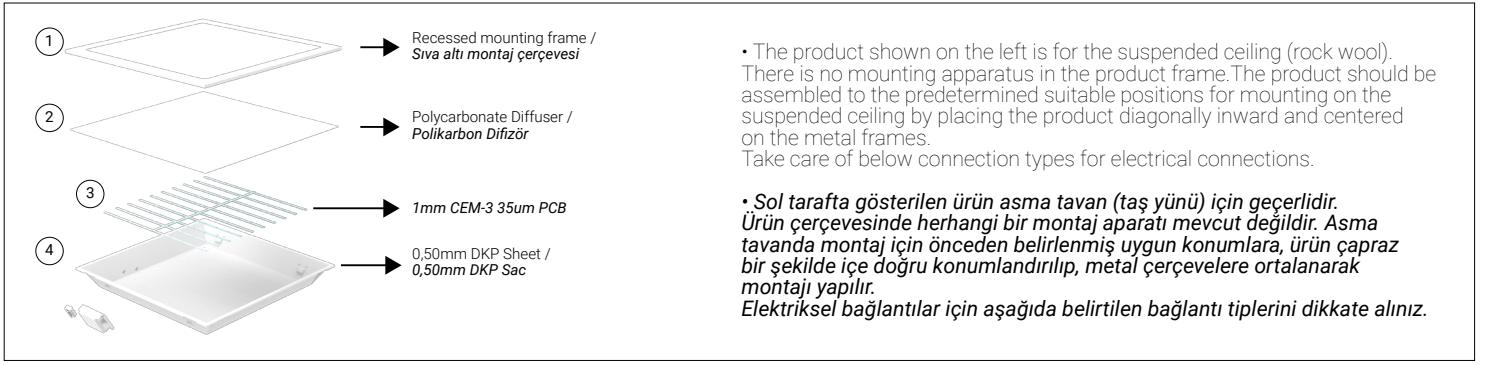 1
Recessed mounting frame /
Sıva altı montaj çerçevesi
2
Polycarbonate Diffuser /
Polikarbon Difizör
3
1mm CEM-3 35um PCB
4
0,50mm DKP Sheet /
0,50mm DKP Sac
• The product shown on the left is for the suspended ceiling (rock wool).
There is no mounting apparatus in the product frame.The product should be
assembled to the predetermined suitable positions for mounting on the
suspended ceiling by placing the product diagonally inward and centered
on the metal frames.
Take care of below connection types for electrical connections.
• Sol tarafta gösterilen ürün asma tavan (taş yünü) için geçerlidir.
Ürün çerçevesinde herhangi bir montaj aparatı mevcut değildir. Asma
tavanda montaj için önceden belirlenmiş uygun konumlara, ürün çapraz
bir şekilde içe doğru konumlandırılıp, metal çerçevelere ortalanarak
montajı yapılır.
Elektriksel bağlantılar için aşağıda belirtilen bağlantı tiplerini dikkate alınız.